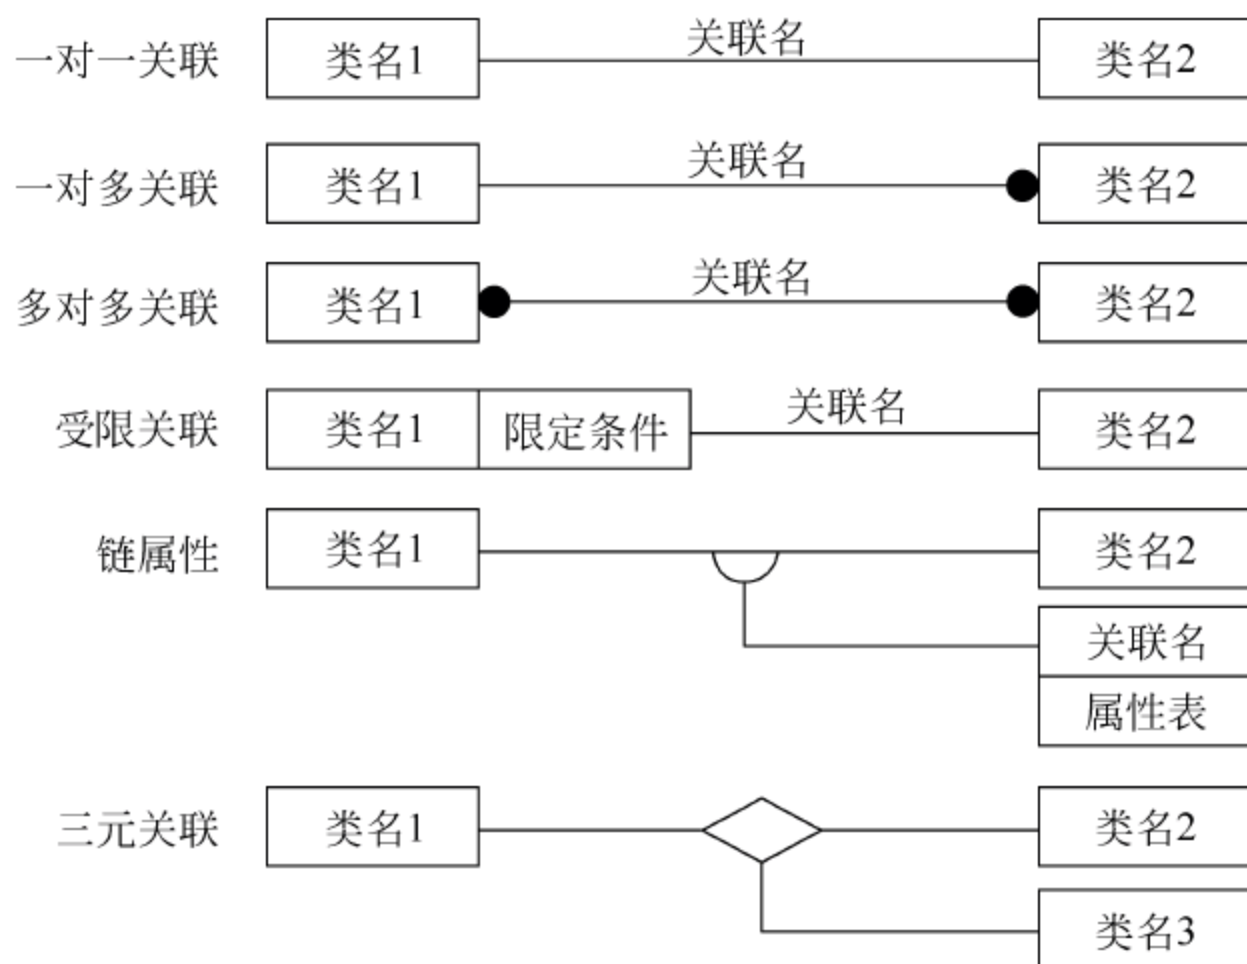 一对一关联 类名1 关联名 类名2
一对多关联 类名1 关联名 类名2
多对多关联 类名1 关联名 类名2
受限关联 类名1 限定条件 关联名 类名2
链属性 类名1 类名2
关联名
属性表
三元关联 类名1 类名2
类名3